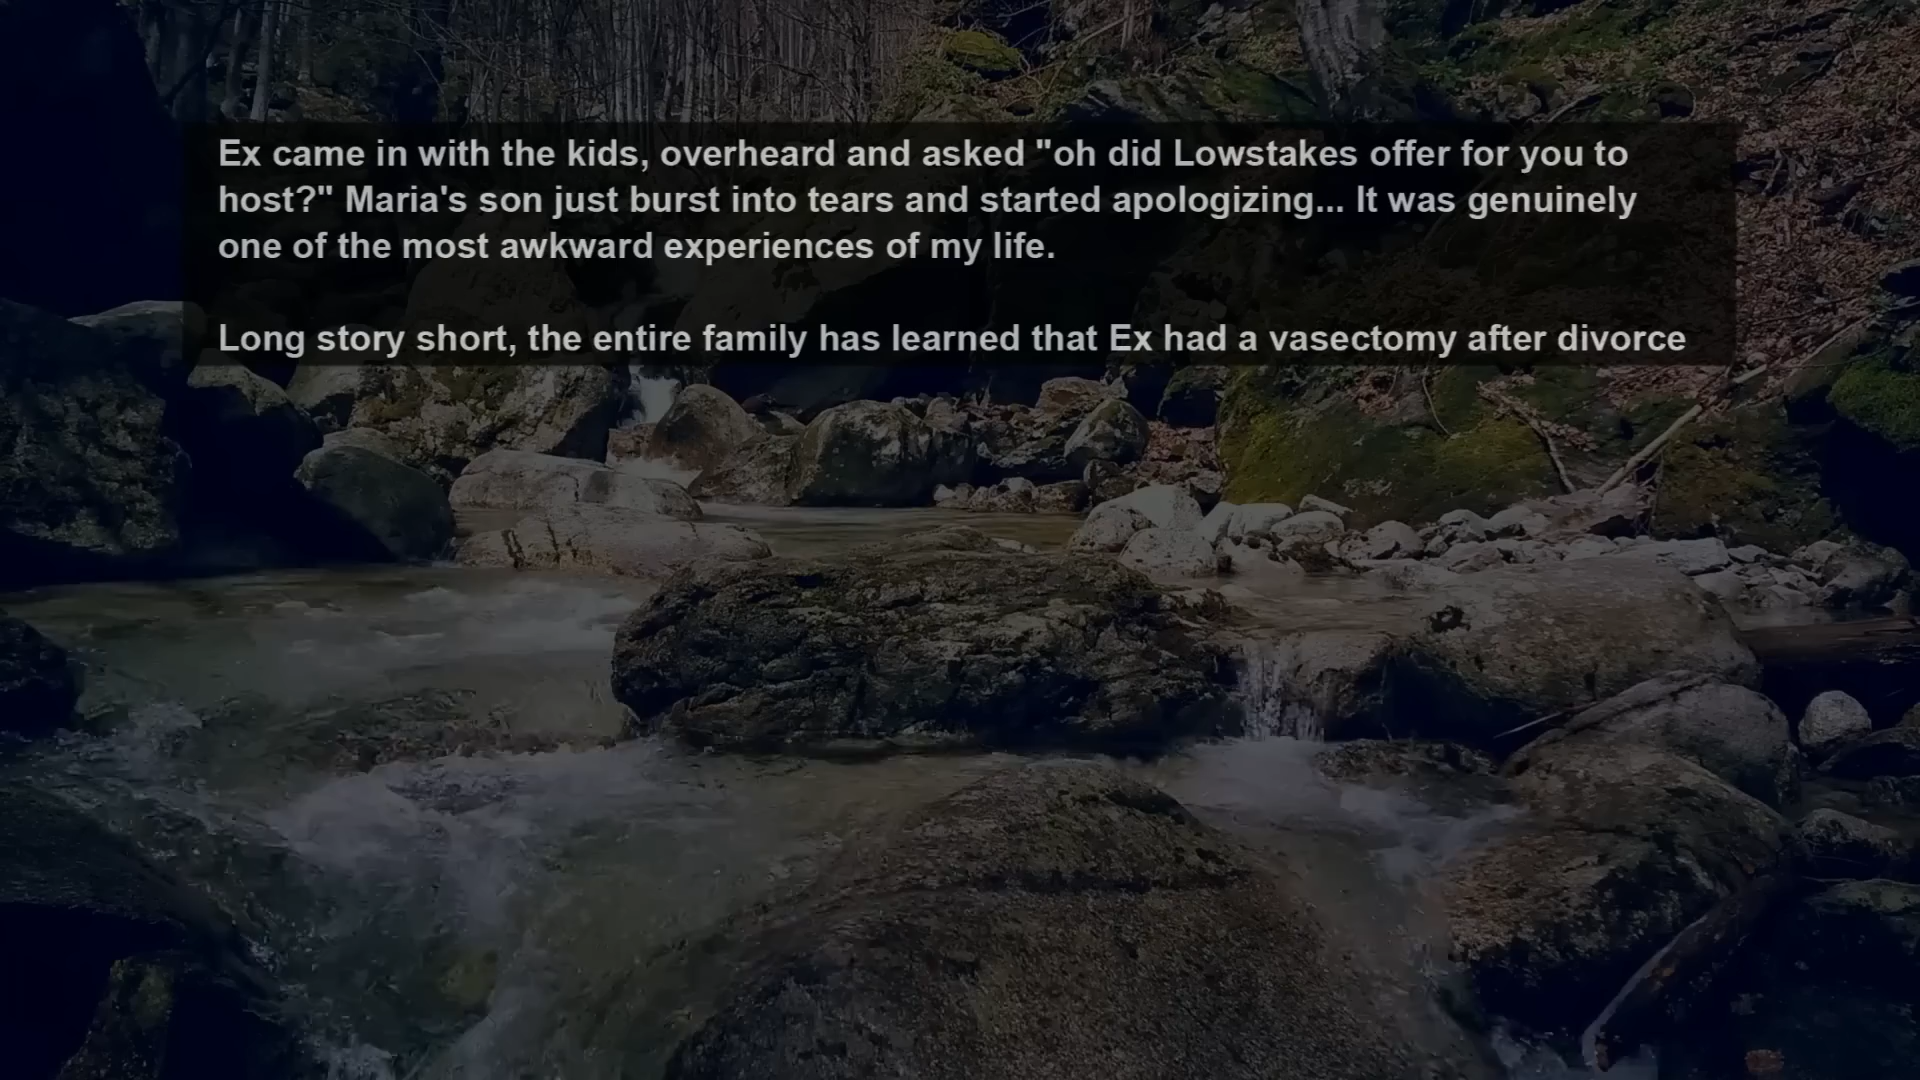 Ex came in with the kids, overheard and asked "oh did Lowstakes offer for you to
host?" Maria's son just burst into tears and started apologizing... It was genuinely
one of the most awkward experiences of my life.
Long story short, the entire family has learned that Ex had a vasectomy after divorce